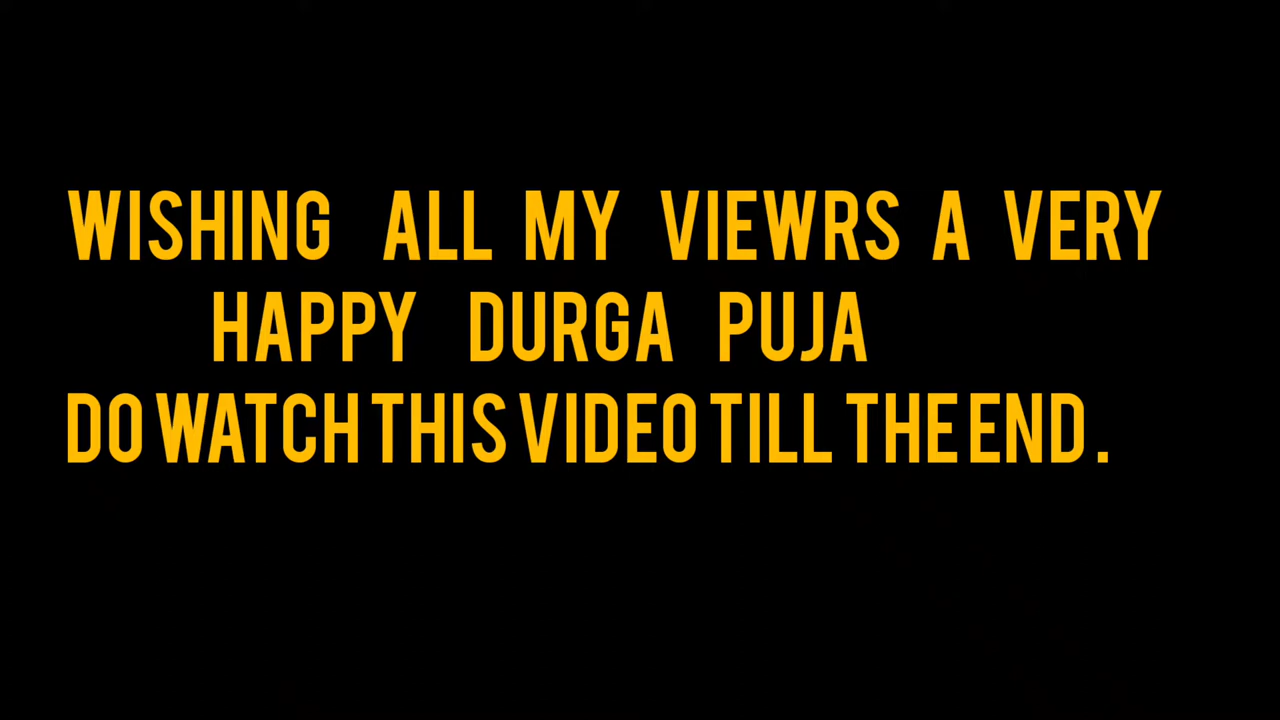 WISHING ALL MY VIEWRS A VERY
HAPPY DURGA PUJA
DO WATCH THIS VIDEO TILL THE END .